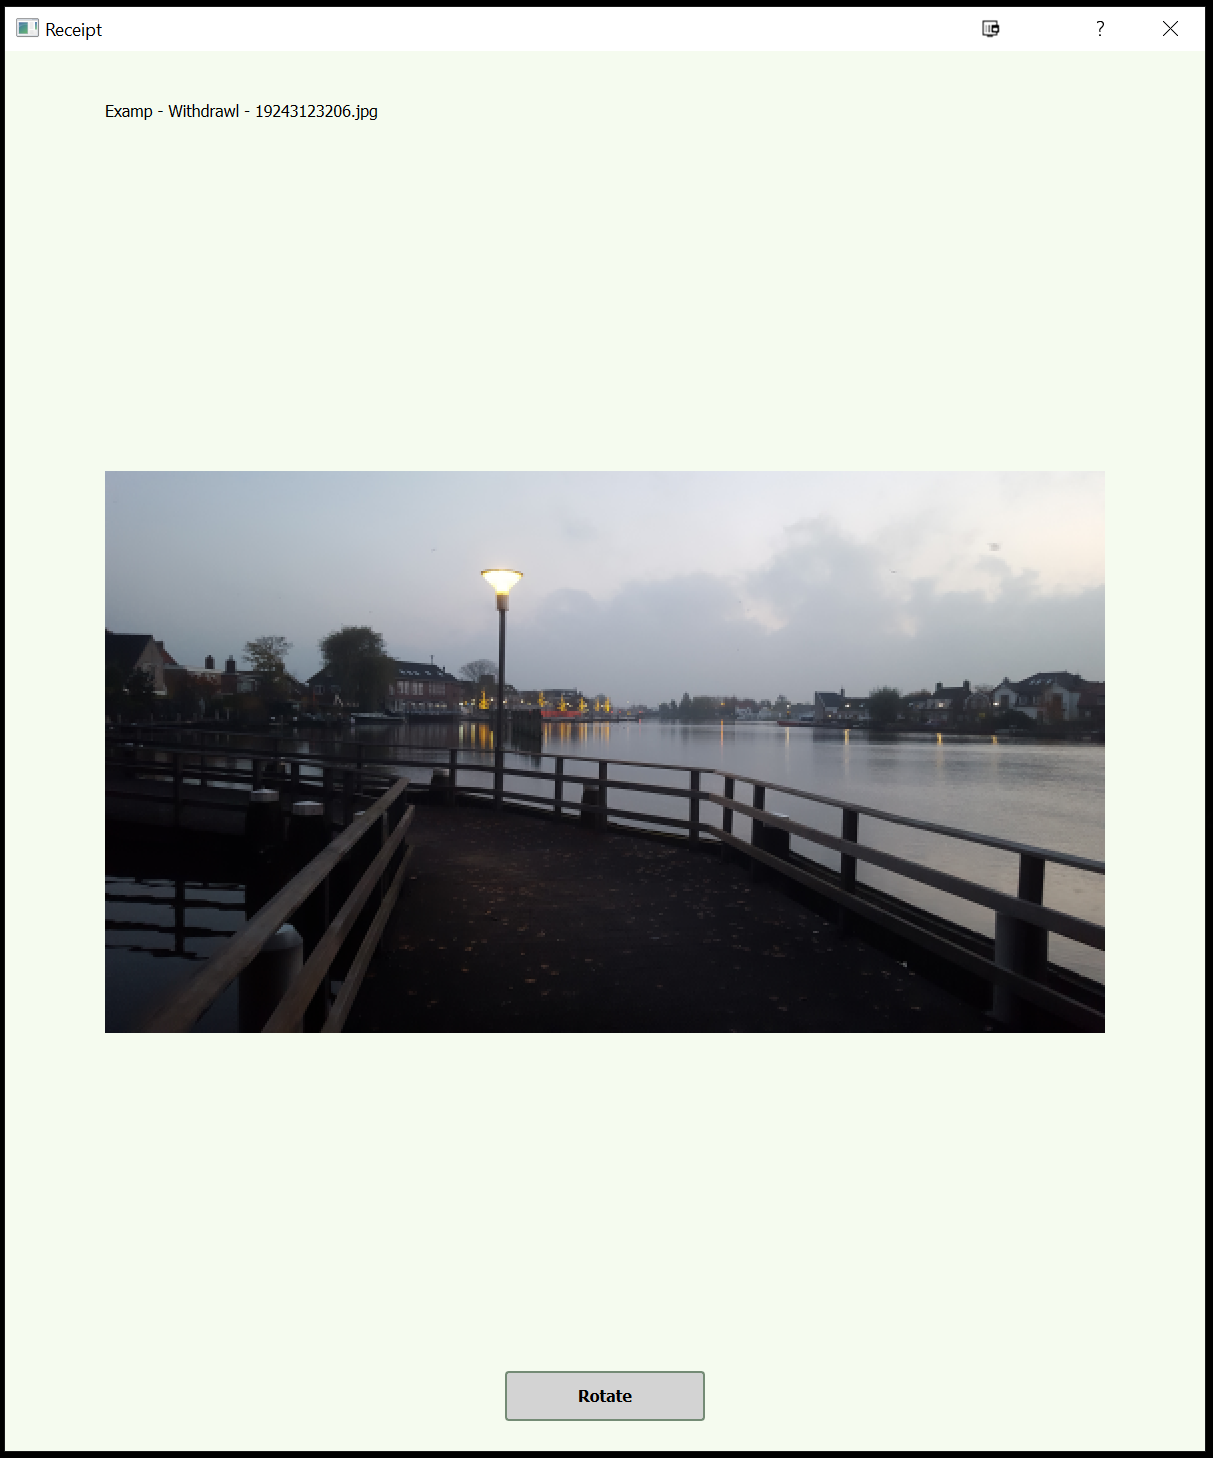 Receipt
?
Examp - Withdrawl - 19243123206.jpg
Rotate